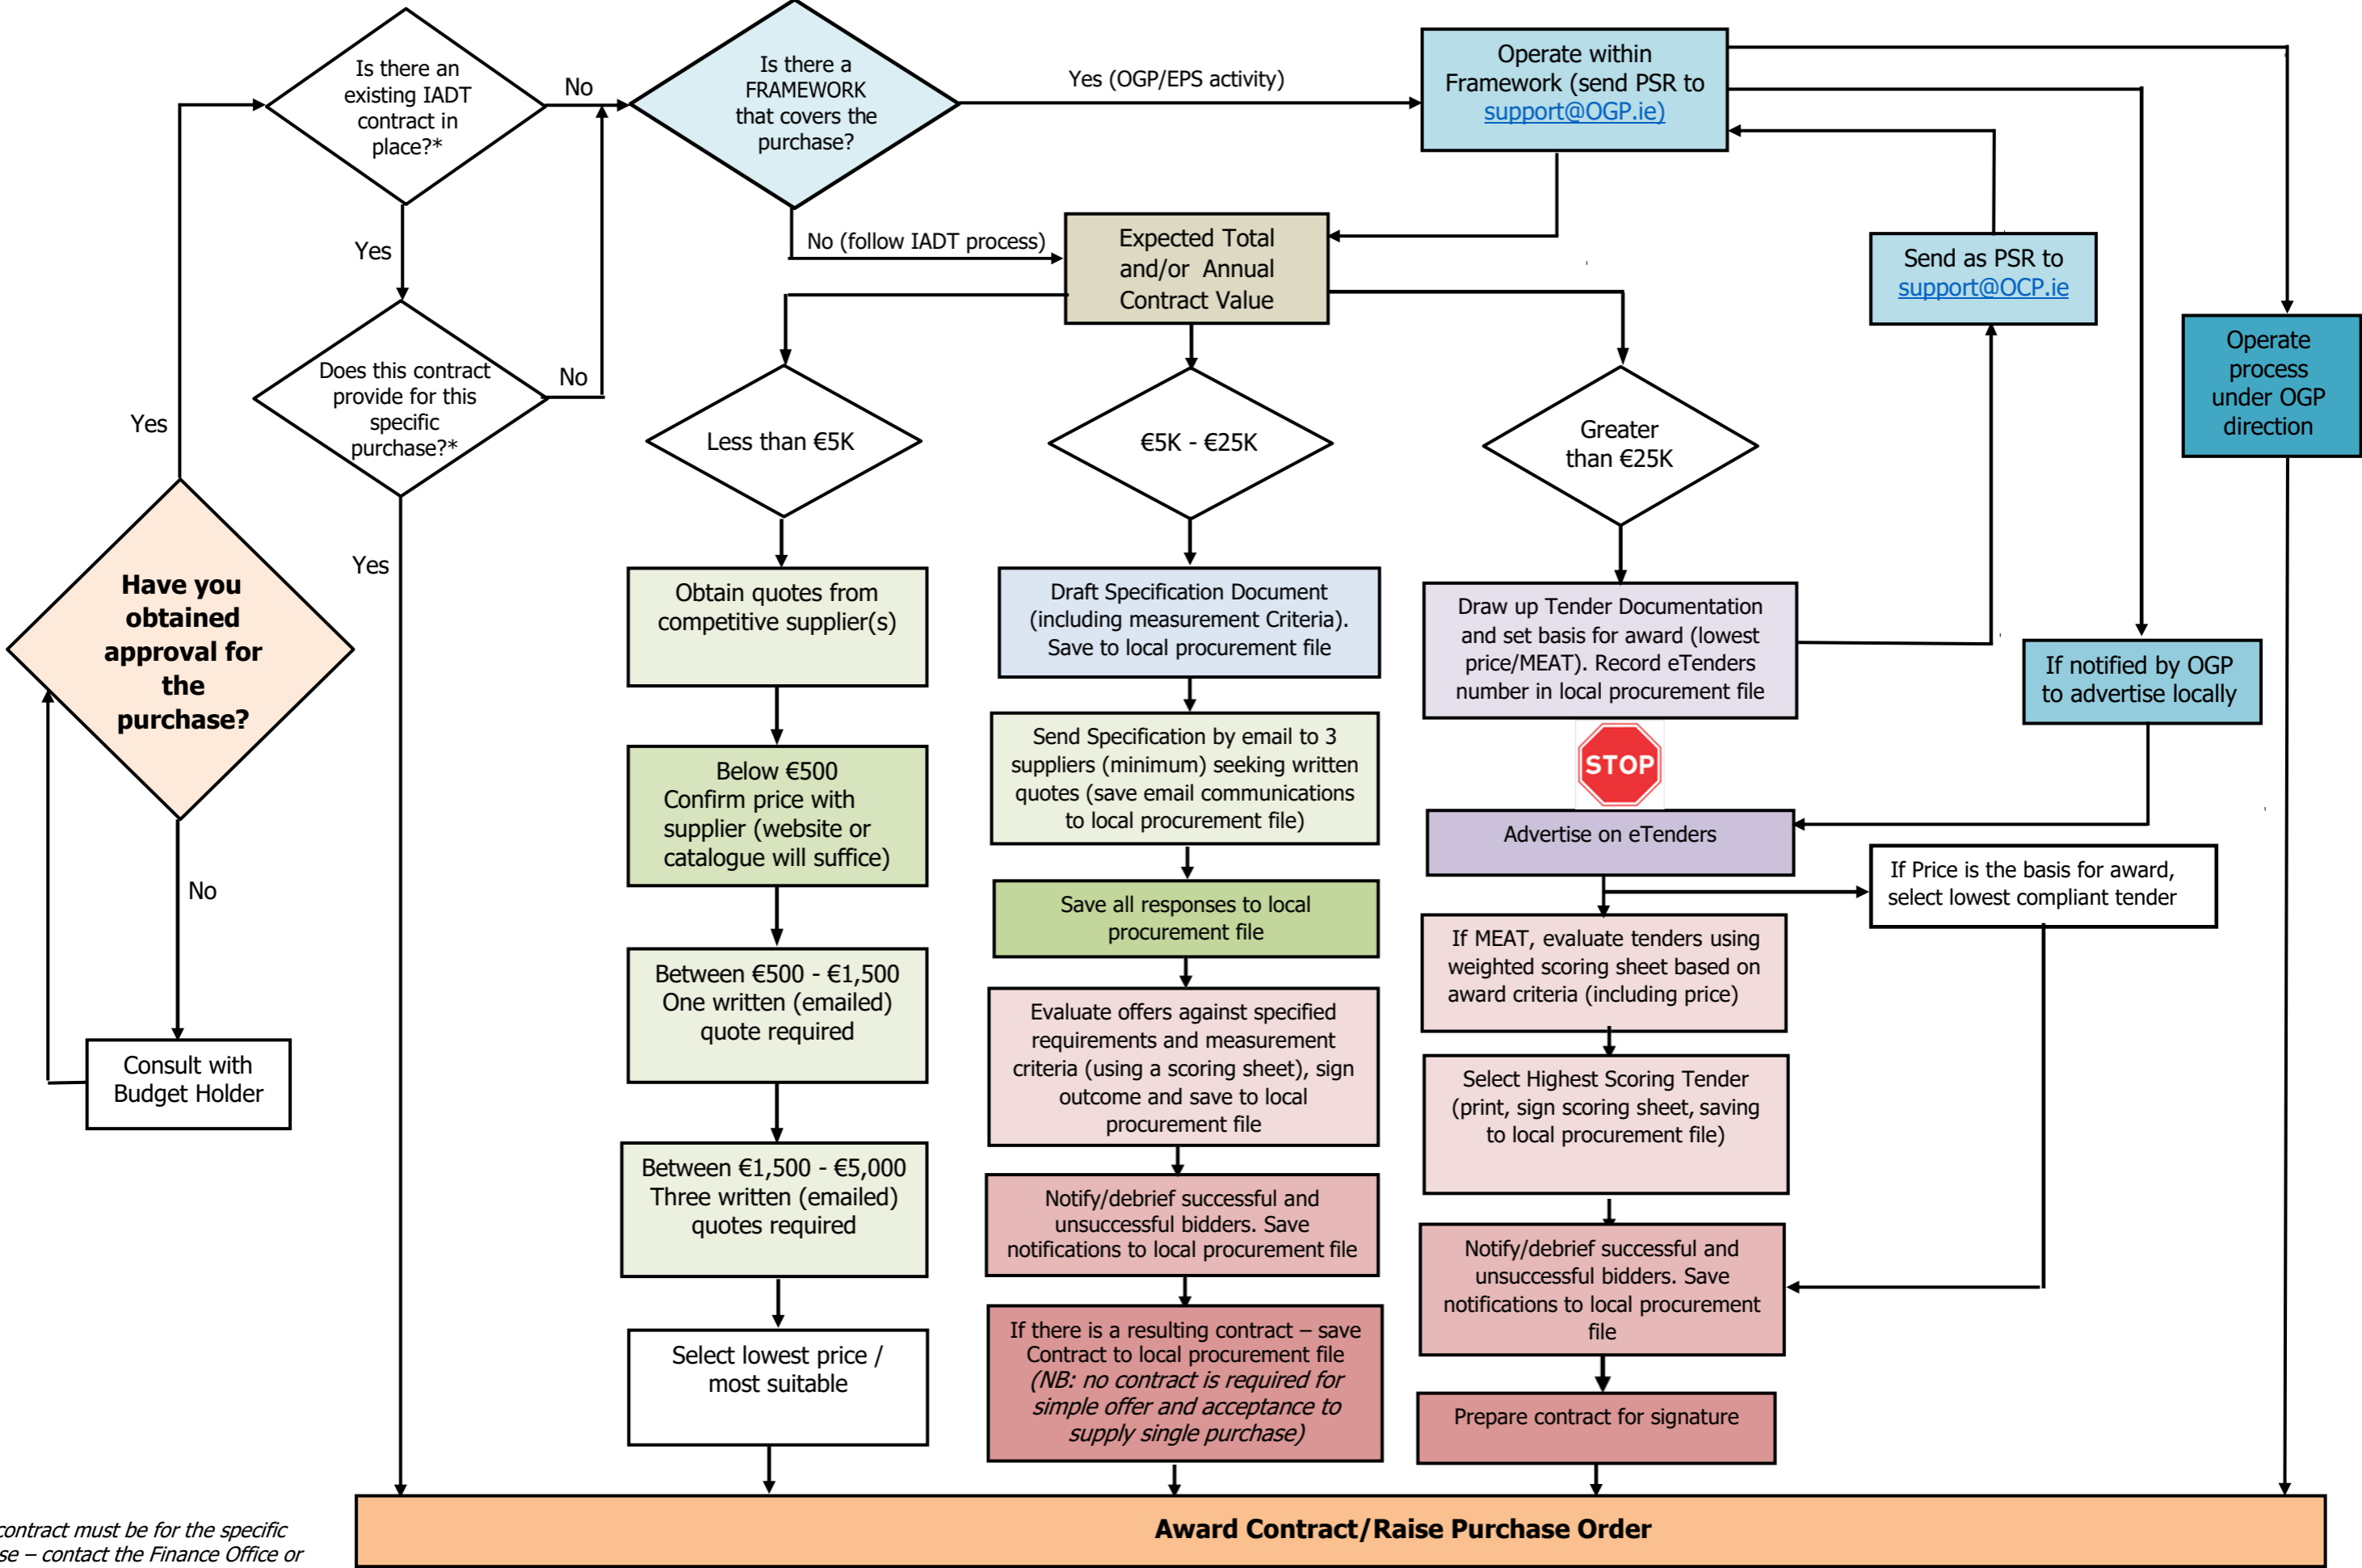 Is there an
existing IADT
contract in
place?*
No
Is there a
FRAMEWORK
that covers the
purchase?
Yes (OGP/EPS activity)
Operate within
Framework (send PSR to
support@OGP.ie)
No (follow IADT process)
Expected Total
and/or Annual
Contract Value
Send as PSR to
support@OCP.ie
Operate
process
under OGP
direction
Yes
Does this contract
provide for this
specific
purchase?*
No
Yes
Yes
Have you
obtained
approval for
the
purchase?
No
Consult with
Budget Holder
Less than €5K
€5K - €25K
Greater
than €25K
Obtain quotes from
competitive supplier(s)
Below €500
Confirm price with
supplier (website or
catalogue will suffice)
Between €500 - €1,500
One written (emailed)
quote required
Between €1,500 - €5,000
Three written (emailed)
quotes required
Select lowest price /
most suitable
Draft Specification Document
(including measurement Criteria).
Save to local procurement file
Send Specification by email to 3
suppliers (minimum) seeking written
quotes (save email communications
to local procurement file)
Save all responses to local
procurement file
Evaluate offers against specified
requirements and measurement
criteria (using a scoring sheet), sign
outcome and save to local
procurement file
Notify/debrief successful and
unsuccessful bidders. Save
notifications to local procurement file
If there is a resulting contract – save
Contract to local procurement file
(NB: no contract is required for
simple offer and acceptance to
supply single purchase)
Draw up Tender Documentation
and set basis for award (lowest
price/MEAT). Record eTenders
number in local procurement file
STOP
Advertise on eTenders
If notified by OGP
to advertise locally
If Price is the basis for award,
select lowest compliant tender
If MEAT, evaluate tenders using
weighted scoring sheet based on
award criteria (including price)
Select Highest Scoring Tender
(print, sign scoring sheet, saving
to local procurement file)
Notify/debrief successful and
unsuccessful bidders. Save
notifications to local procurement
file
Prepare contract for signature
Award Contract/Raise Purchase Order
contract must be for the specific
se – contact the Finance Office or